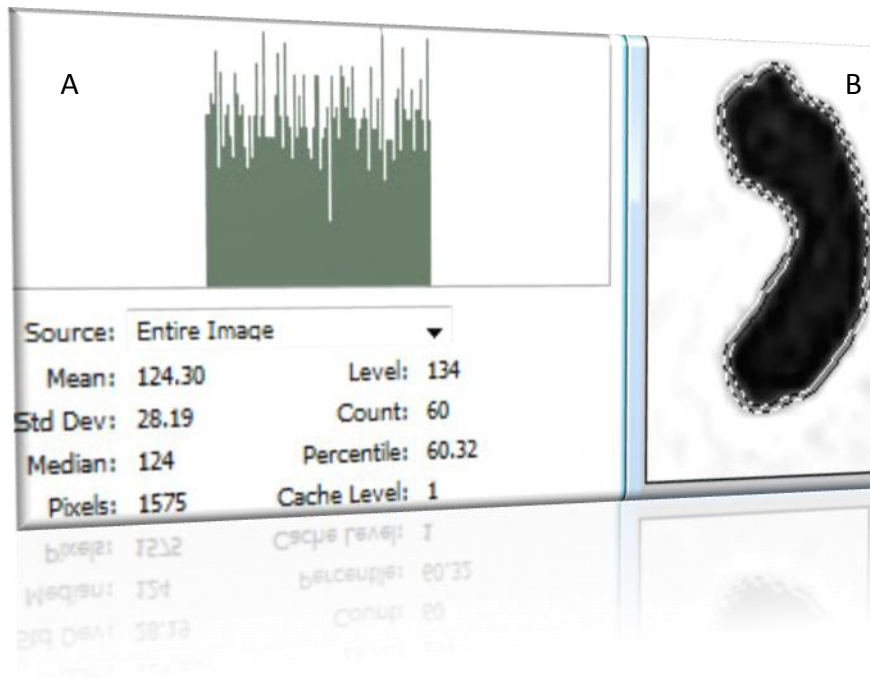 A
B
Source: Entire Image
Mean: 124.30 Level: 134
Std Dev: 28.19 Count: 60
Median: 124 Percentile: 60.32
Pixels: 1575 Cache Level: 1